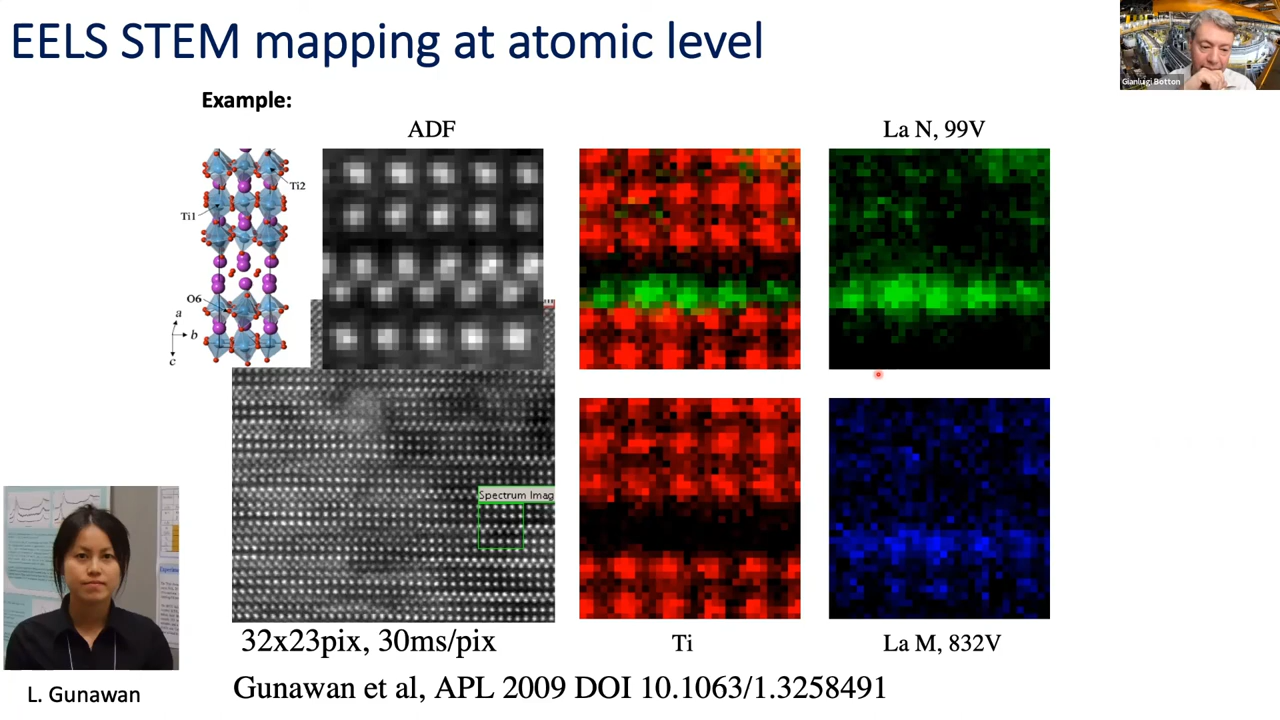 EELS STEM mapping at atomic level
Gianluigi Botton
Example:
ADF
La N, 99V
Ti2
Ti1
O6
a
b
c
Spectrum Imag
32x23pix, 30ms/pix
Ti
La M, 832V
L. Gunawan
Gunawan et al, APL 2009 DOI 10.1063/1.3258491